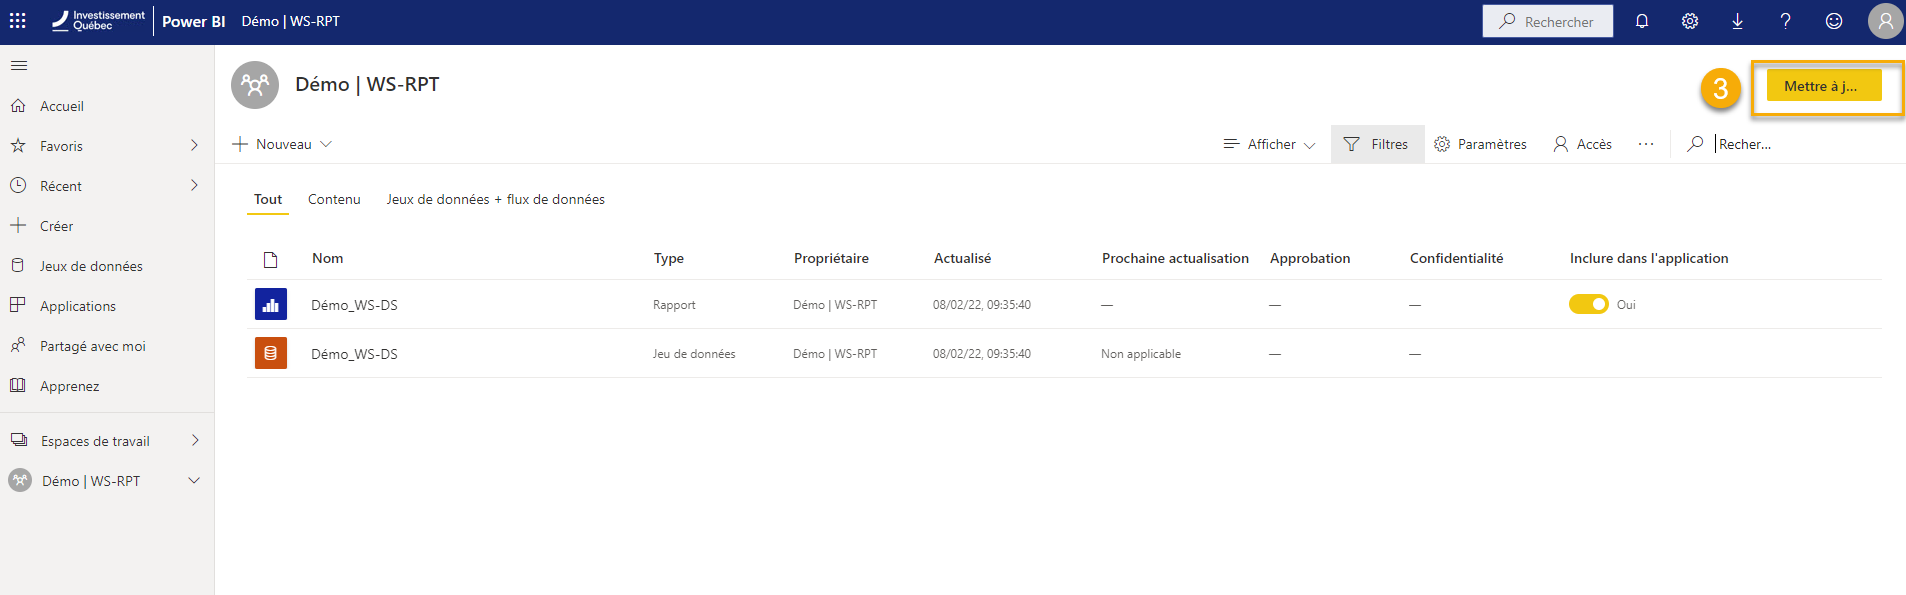 Investissement Québec Power BI Démo | WS-RPT Rechercher
Démo | WS-RPT
3
Mettre à j...
Accueil
Favoris
Récent
Créer
Jeux de données
Applications
Partagé avec moi
Apprenez
Espaces de travail
Démo | WS-RPT
Nouveau Afficher Filtres Paramètres Accès ... Recher...
Tout Contenu Jeux de données + flux de données
Nom Type Propriétaire Actualisé Prochaine actualisation Approbation Confidentialité Inclure dans l'application
Démo_WS-DS Rapport Démo | WS-RPT 08/02/22, 09:35:40 — — — Oui
Démo_WS-DS Jeu de données Démo | WS-RPT 08/02/22, 09:35:40 Non applicable — —